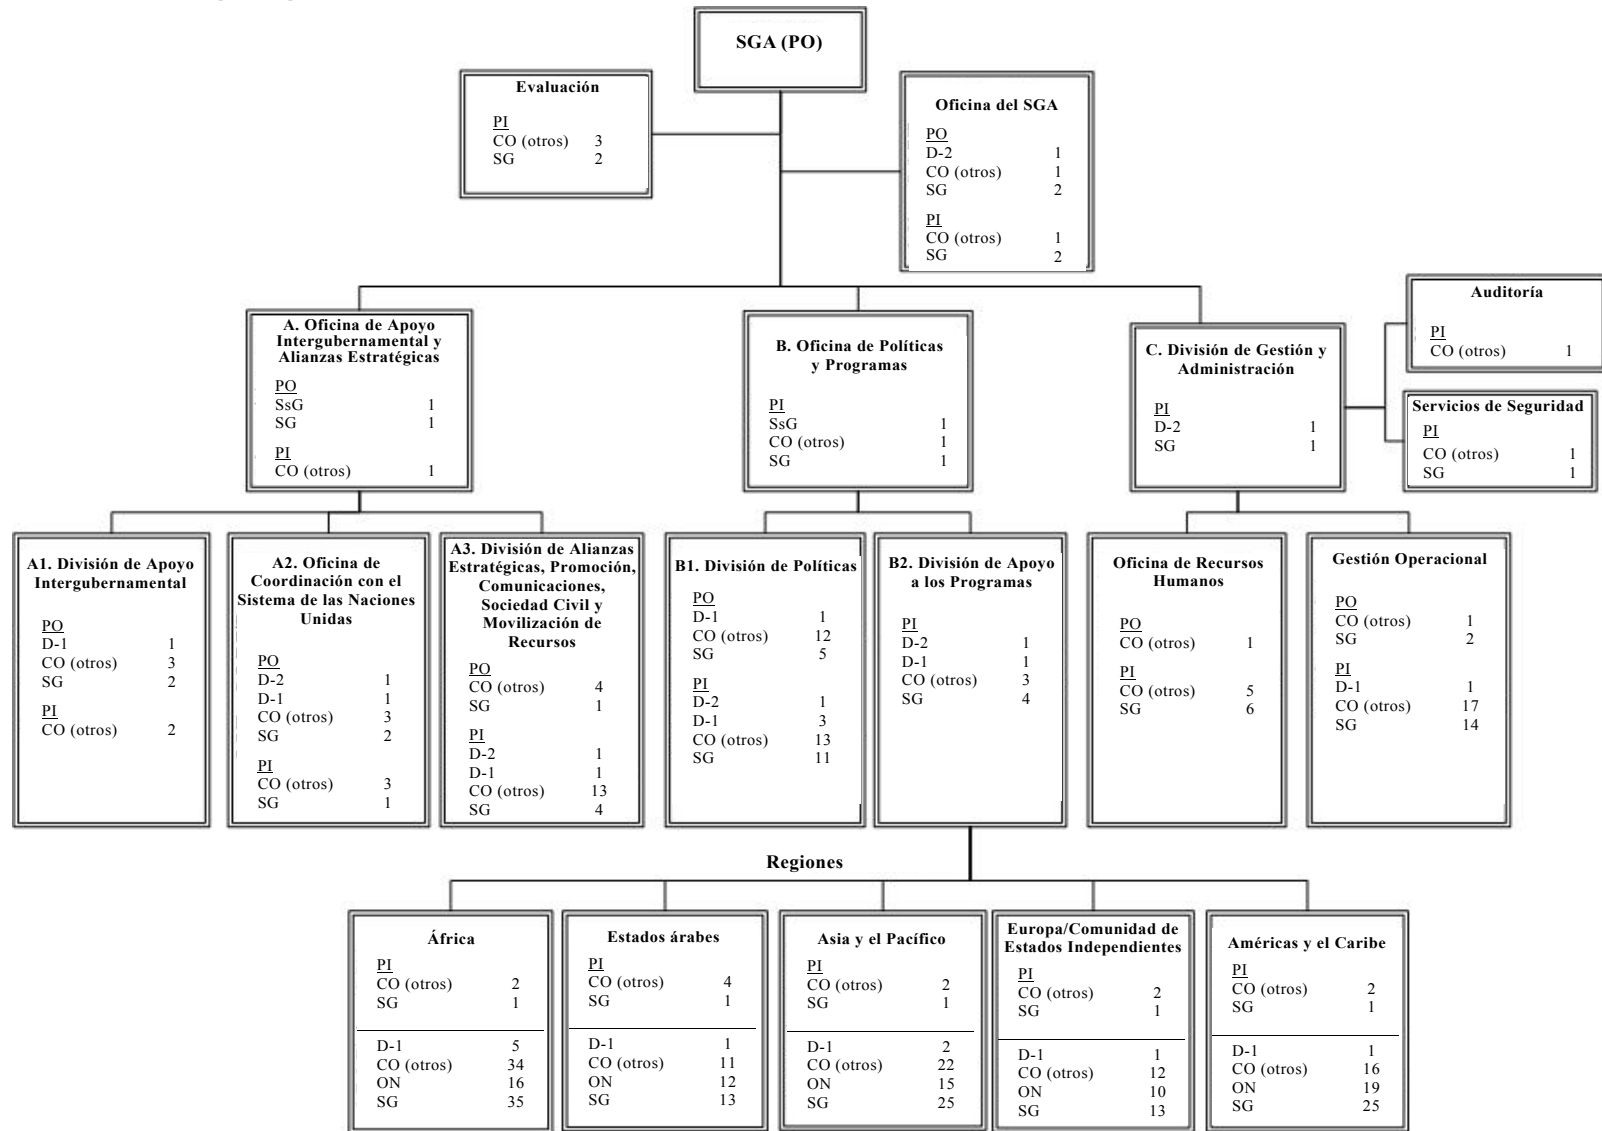 SGA (PO)
Evaluación
PI
CO (otros) 3
SG 2
Oficina del SGA
PO
D-2 1
CO (otros) 1
SG 2
PI
CO (otros) 1
SG 2
A. Oficina de Apoyo
Intergubernamental y
Alianzas Estratégicas
PO
SsG 1
SG 1
PI
CO (otros) 1
B. Oficina de Políticas
y Programas
PI
SsG 1
CO (otros) 1
SG 1
C. División de Gestión y
Administración
PI
D-2 1
SG 1
Auditoría
PI
CO (otros) 1
Servicios de Seguridad
PI
CO (otros) 1
SG 1
A1. División de Apoyo
Intergubernamental
PO
D-1 1
CO (otros) 3
SG 2
PI
CO (otros) 2
A2. Oficina de
Coordinación con el
Sistema de las Naciones
Unidas
PO
D-2 1
D-1 1
CO (otros) 3
SG 2
PI
CO (otros) 3
SG 1
A3. División de Alianzas
Estratégicas, Promoción,
Comunicaciones,
Sociedad Civil y
Movilización de
Recursos
PO
CO (otros) 4
SG 1
PI
D-2 1
D-1 1
CO (otros) 13
SG 4
B1. División de Políticas
PO
D-1 1
CO (otros) 12
SG 5
PI
D-2 1
D-1 3
CO (otros) 13
SG 11
B2. División de Apoyo
a los Programas
PI
D-2 1
D-1 1
CO (otros) 3
SG 4
Oficina de Recursos
Humanos
PO
CO (otros) 1
PI
CO (otros) 5
SG 6
Gestión Operacional
PO
CO (otros) 1
SG 2
PI
D-1 1
CO (otros) 17
SG 14
Regiones
África
PI
CO (otros) 2
SG 1
D-1 5
CO (otros) 34
ON 16
SG 35
Estados árabes
PI
CO (otros) 4
SG 1
D-1 1
CO (otros) 11
ON 12
SG 13
Asia y el Pacífico
PI
CO (otros) 2
SG 1
D-1 2
CO (otros) 22
ON 15
SG 25
Europa/Comunidad de
Estados Independientes
PI
CO (otros) 2
SG 1
D-1 1
CO (otros) 12
ON 10
SG 13
Américas y el Caribe
PI
CO (otros) 2
SG 1
D-1 1
CO (otros) 16
ON 19
SG 25